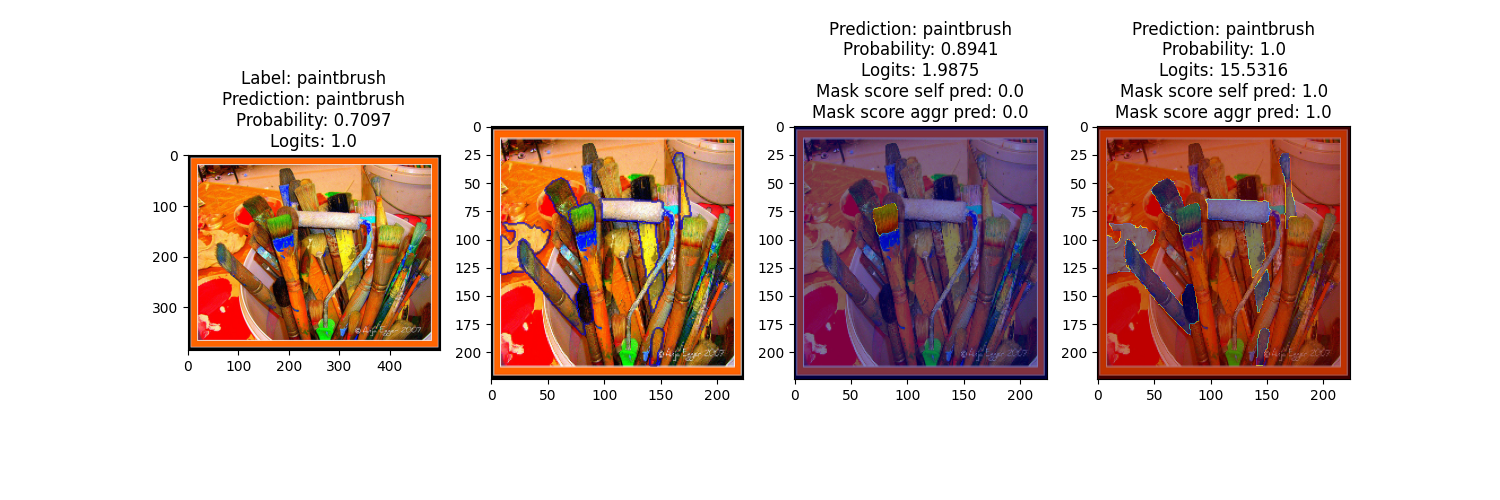 Label: paintbrush
Prediction: paintbrush
Probability: 0.7097
Logits: 1.0
0
100
200
300
0 100 200 300 400
0
25
50
75
100
125
150
175
200
0 50 100 150 200
Prediction: paintbrush
Probability: 0.8941
Logits: 1.9875
Mask score self pred: 0.0
Mask score aggr pred: 0.0
0
25
50
75
100
125
150
175
200
0 50 100 150 200
Prediction: paintbrush
Probability: 1.0
Logits: 15.5316
Mask score self pred: 1.0
Mask score aggr pred: 1.0
0
25
50
75
100
125
150
175
200
0 50 100 150 200